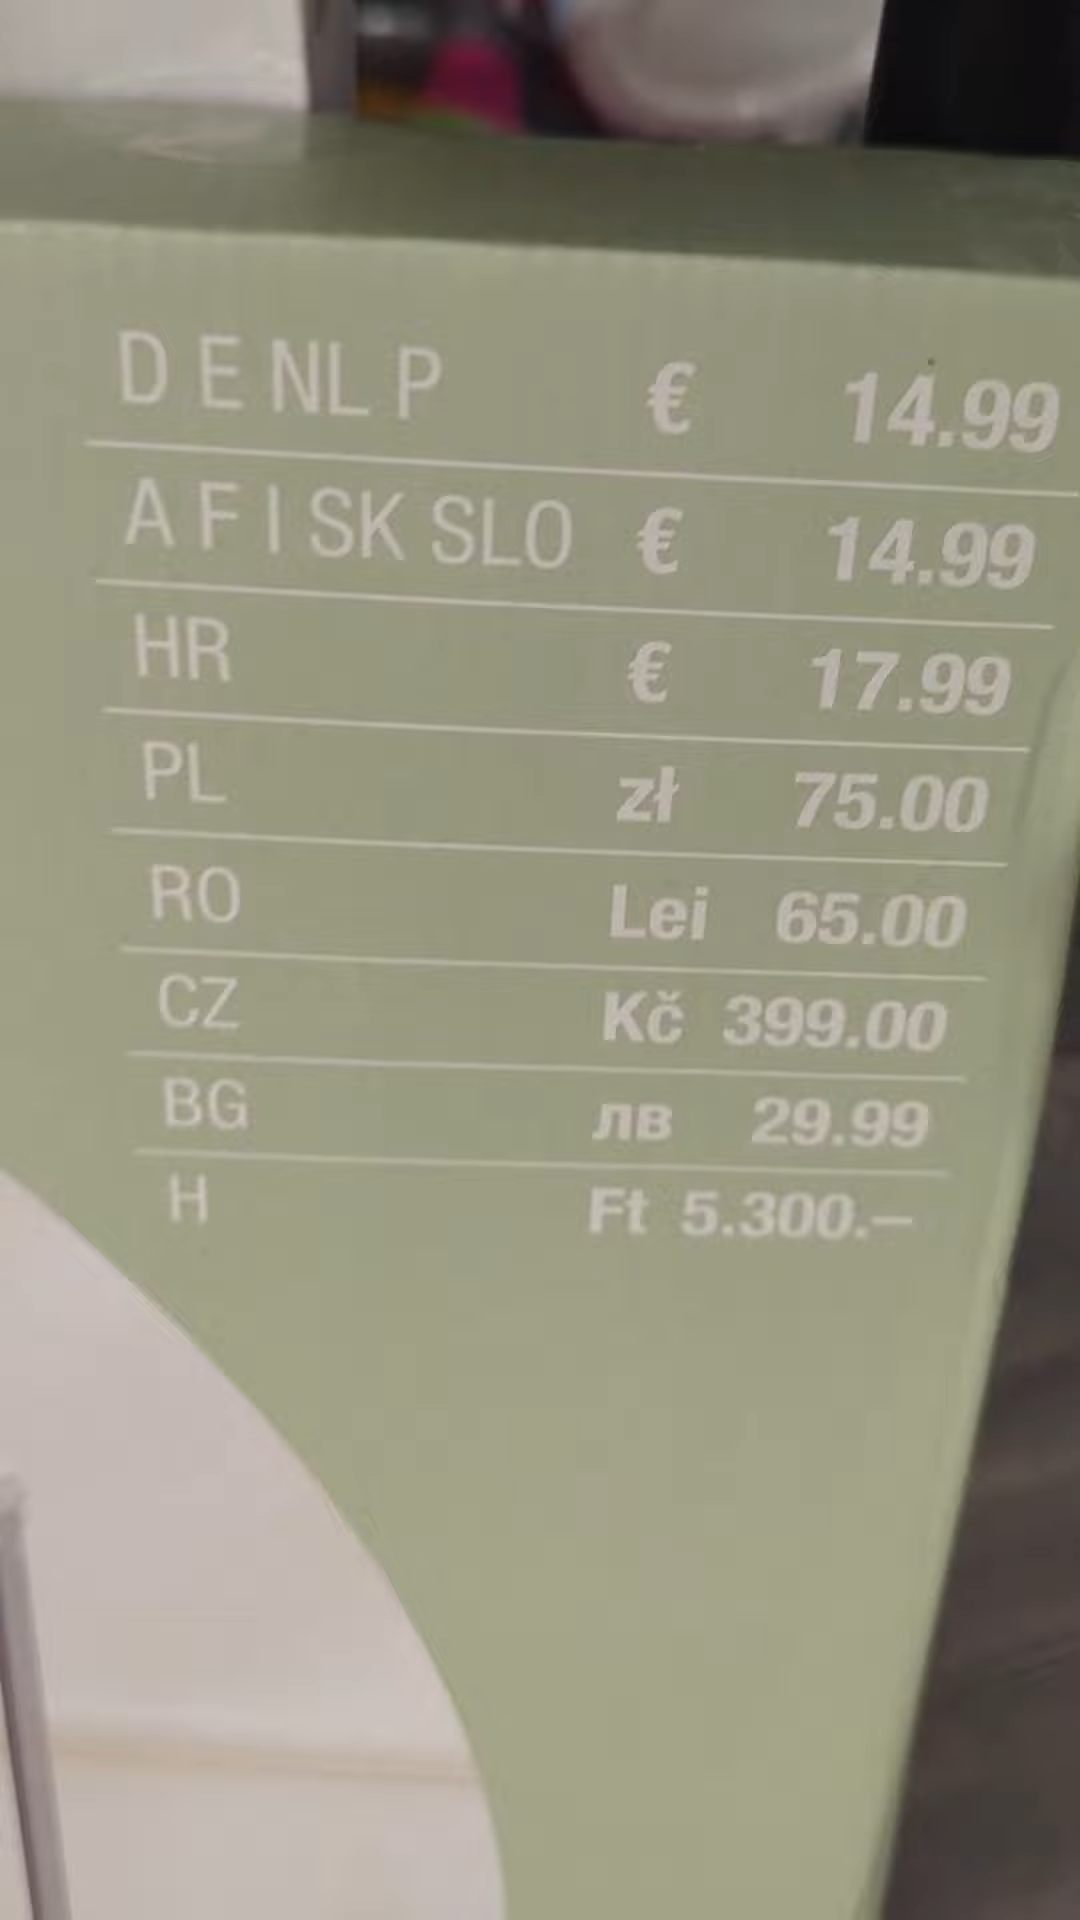 D E NL P € 14.99
A F I SK SLO € 14.99
HR € 17.99
PL zł 75.00
RO Lei 65.00
CZ Kč 399.00
BG лв 29.99
H Ft 5.300.–